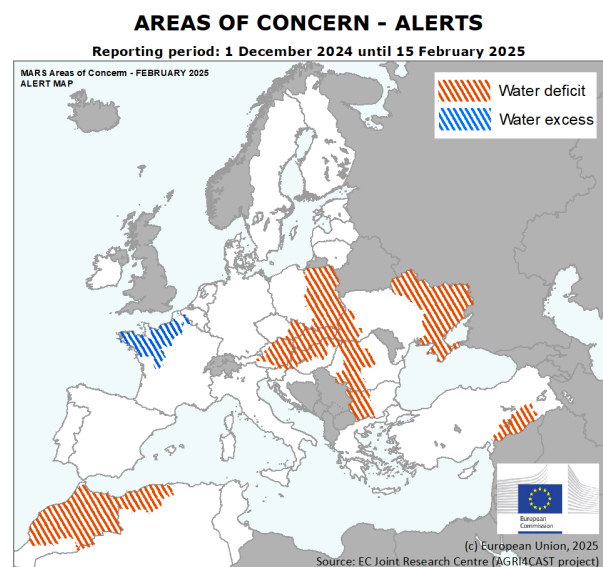 AREAS OF CONCERN - ALERTS
Reporting period: 1 December 2024 until 15 February 2025
MARS Areas of Concern - FEBRUARY 2025
ALERT MAP
Water deficit
Water excess
European
Commission
(c) European Union, 2025
Source: EC Joint Research Centre (AGRI4CAST project)